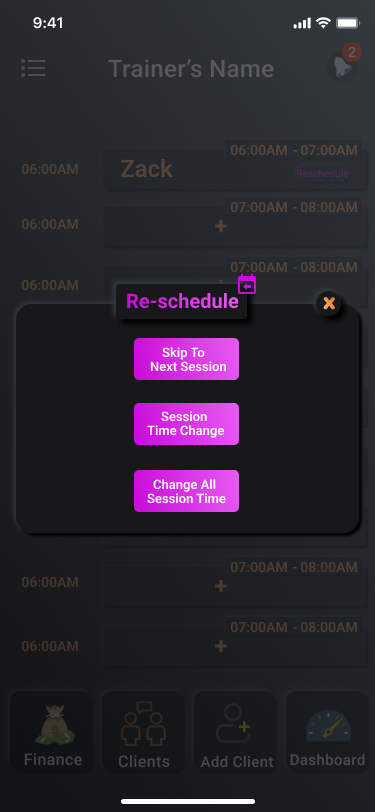 9:41
2
Trainer's Name
06:00AM - 07:00AM
06:00AM
Zack
Reschedule
07:00AM - 08:00AM
06:00AM
+
07:00AM - 08:00AM
06:00AM
Re-schedule
Skip To
Next Session
Session
Time Change
Change All
Session Time
07:00AM - 08:00AM
06:00AM
+
07:00AM - 08:00AM
06:00AM
+
Finance
Clients
Add Client
Dashboard